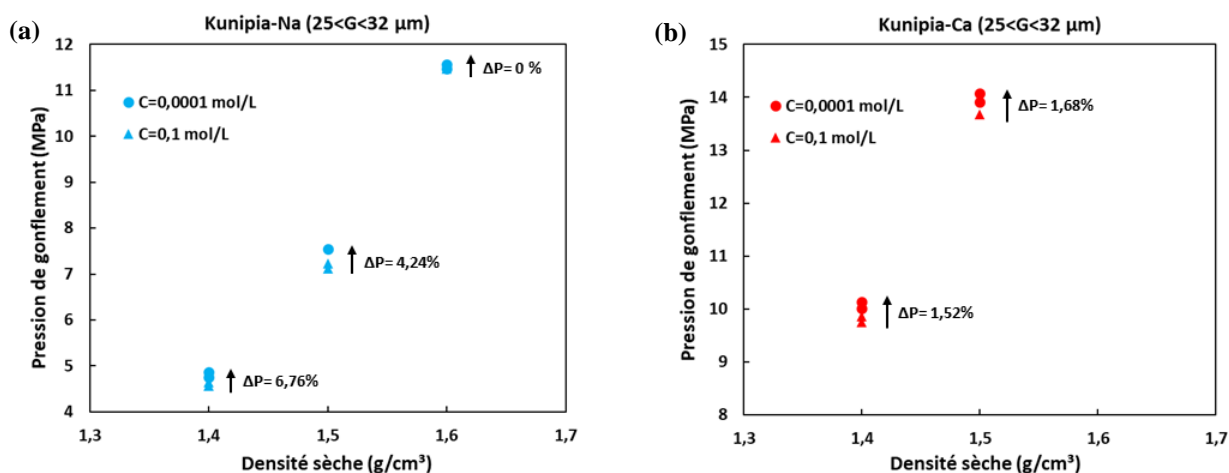 (a)
Kunipia-Na (25<G<32 µm)
Pression de gonflement (MPa)
12
11
10
9
8
7
6
5
4
C=0,0001 mol/L
C=0,1 mol/L
ΔP= 0 %
ΔP= 4,24%
ΔP= 6,76%
1,3
1,4
1,5
1,6
1,7
Densité sèche (g/cm³)
(b)
Kunipia-Ca (25<G<32 µm)
Pression de gonflement (MPa)
15
14
13
12
11
10
9
8
C=0,0001 mol/L
C=0,1 mol/L
ΔP= 1,68%
ΔP= 1,52%
1,3
1,4
1,5
1,6
1,7
Densité sèche (g/cm³)